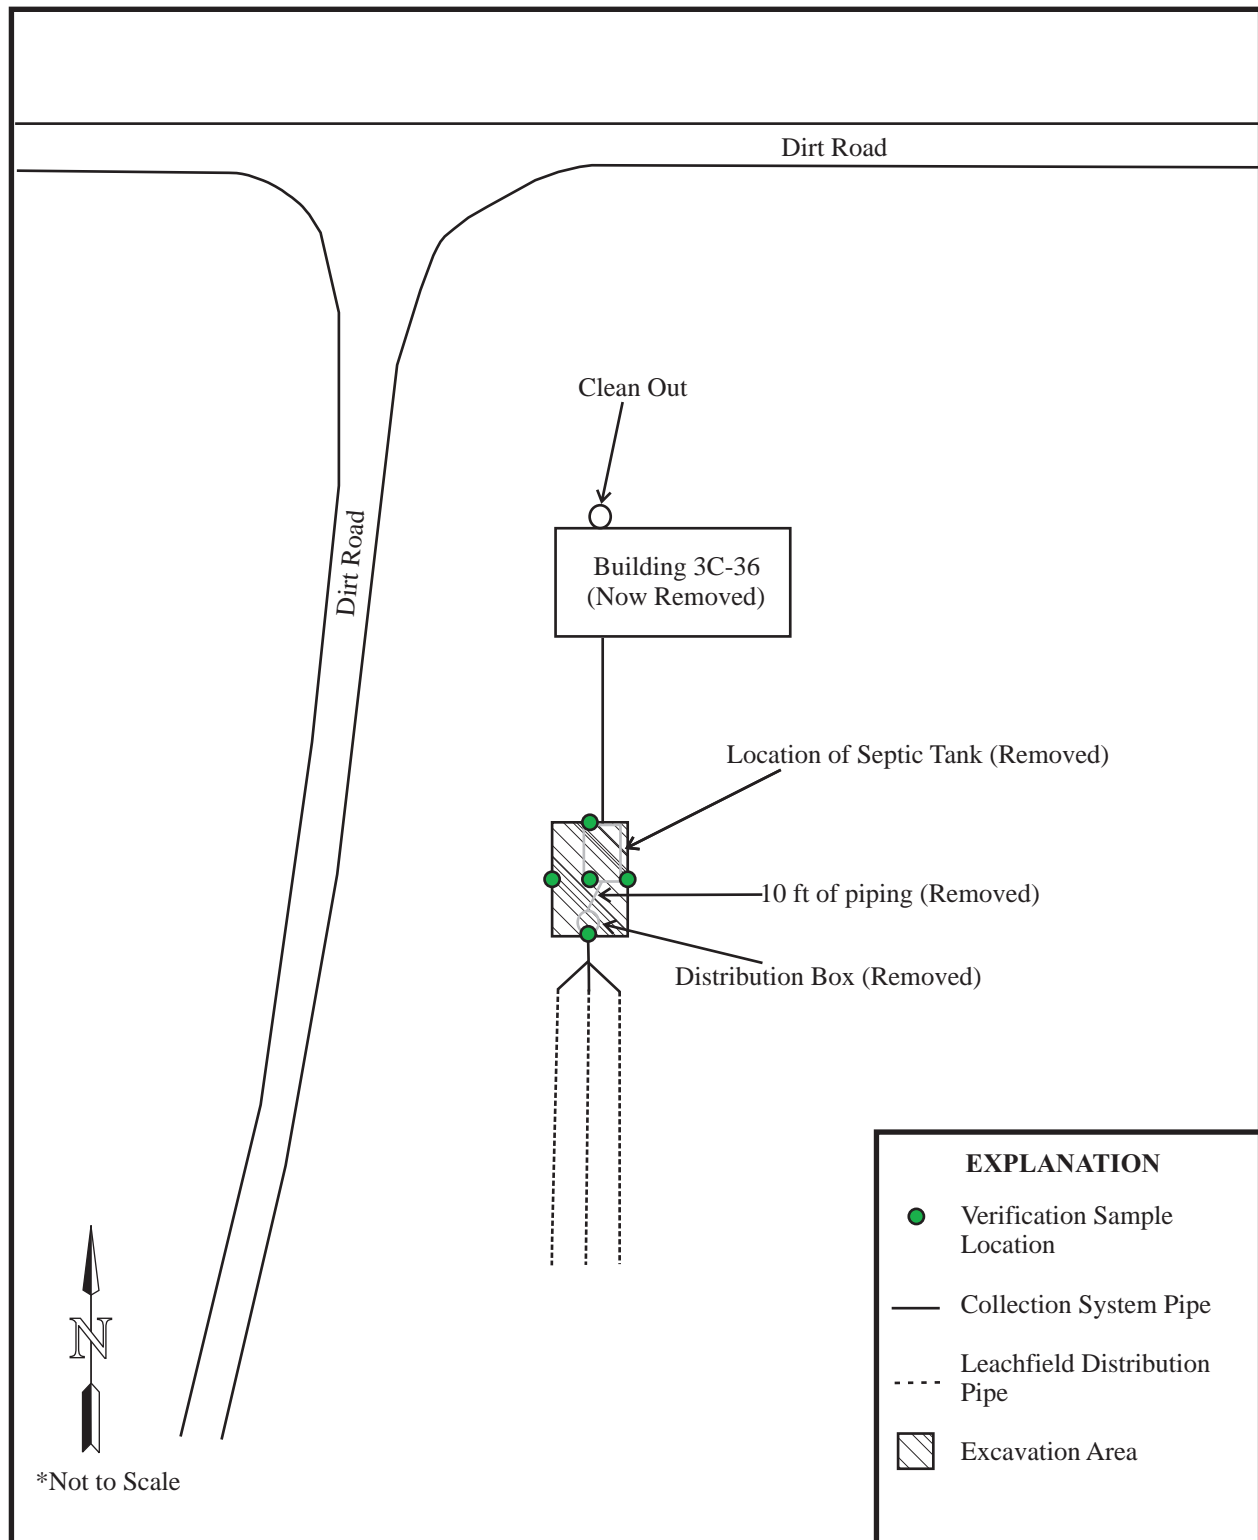 Dirt Road
Clean Out
Building 3C-36
(Now Removed)
Dirt Road
Location of Septic Tank (Removed)
10 ft of piping (Removed)
Distribution Box (Removed)
EXPLANATION
Verification Sample
Location
Collection System Pipe
Leachfield Distribution
Pipe
Excavation Area
N
*Not to Scale